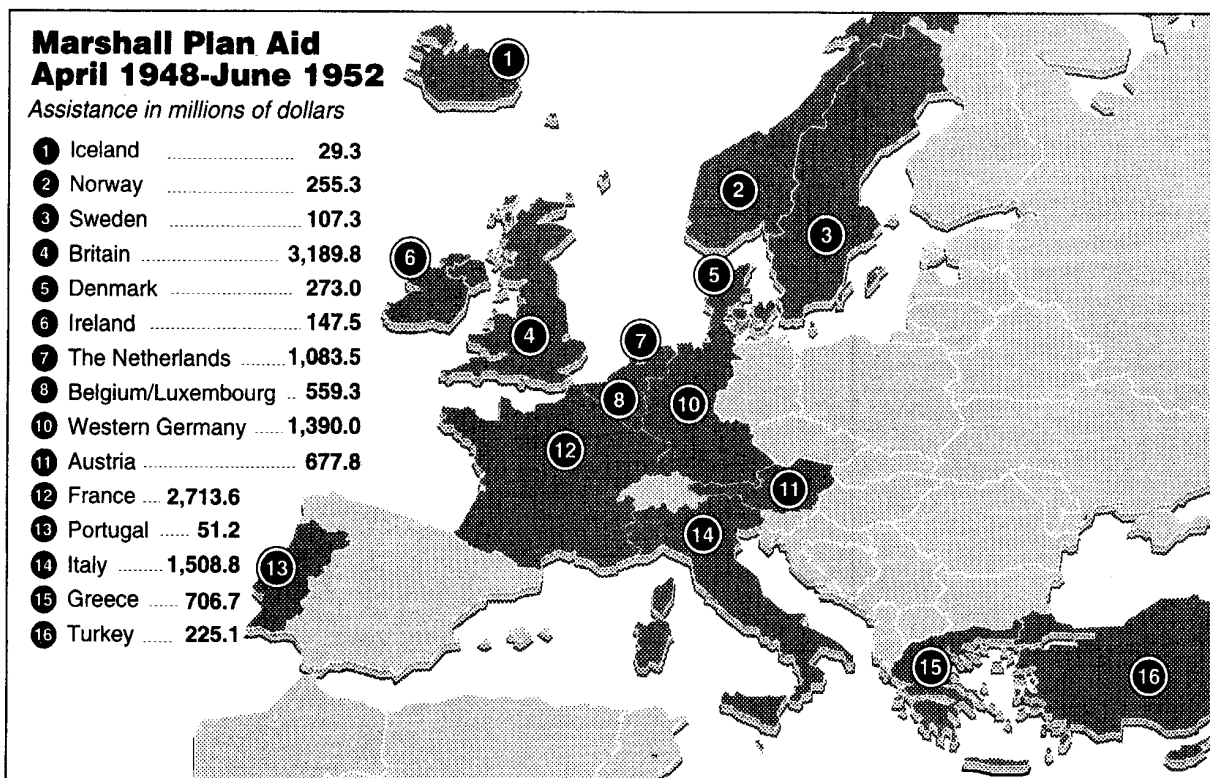 Marshall Plan Aid
April 1948-June 1952
Assistance in millions of dollars
1 Iceland ........ 29.3
2 Norway ........ 255.3
3 Sweden ........ 107.3
4 Britain ........ 3,189.8
5 Denmark ........ 273.0
6 Ireland ........ 147.5
7 The Netherlands ........ 1,083.5
8 Belgium/Luxembourg .. 559.3
10 Western Germany ..... 1,390.0
11 Austria ........ 677.8
12 France .... 2,713.6
13 Portugal ..... 51.2
14 Italy ........ 1,508.8
15 Greece ..... 706.7
16 Turkey ..... 225.1
1
2
3
6
5
4
7
8
10
12
11
14
13
15
16